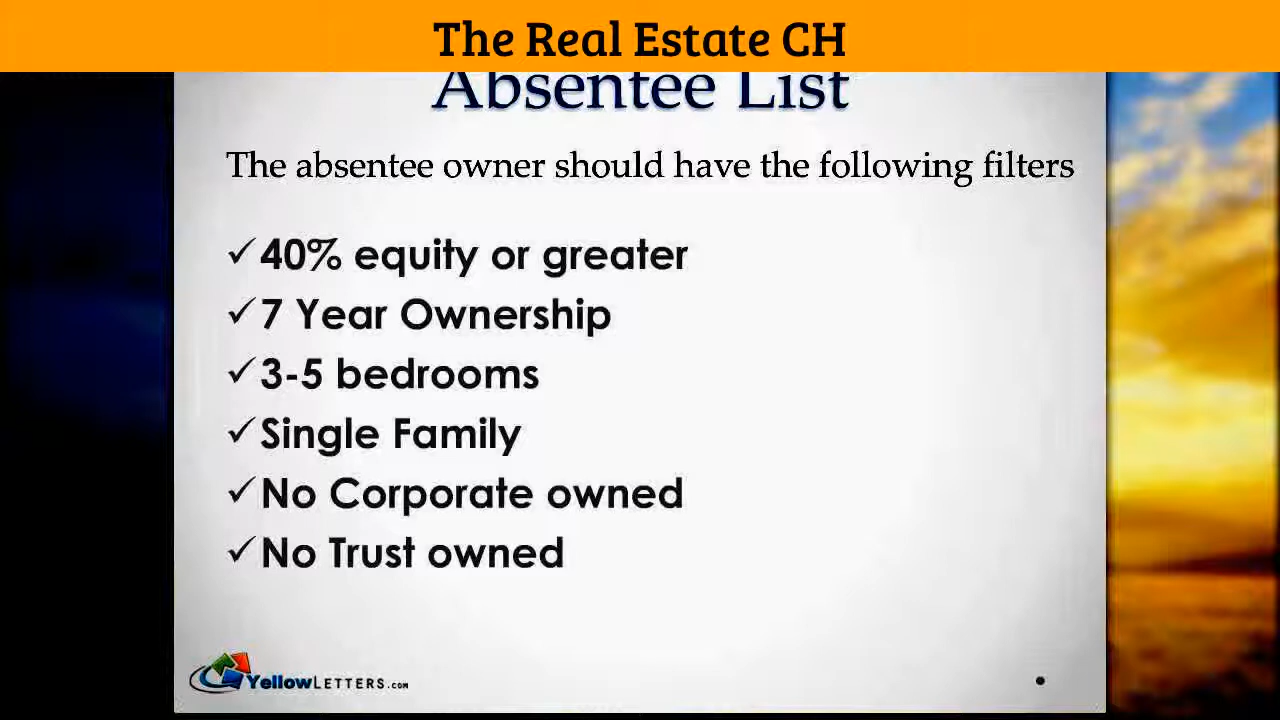 The Real Estate CH
Absentee List
The absentee owner should have the following filters
✓40% equity or greater
✓7 Year Ownership
✓3-5 bedrooms
✓Single Family
✓No Corporate owned
✓No Trust owned
YellowLETTERS.com